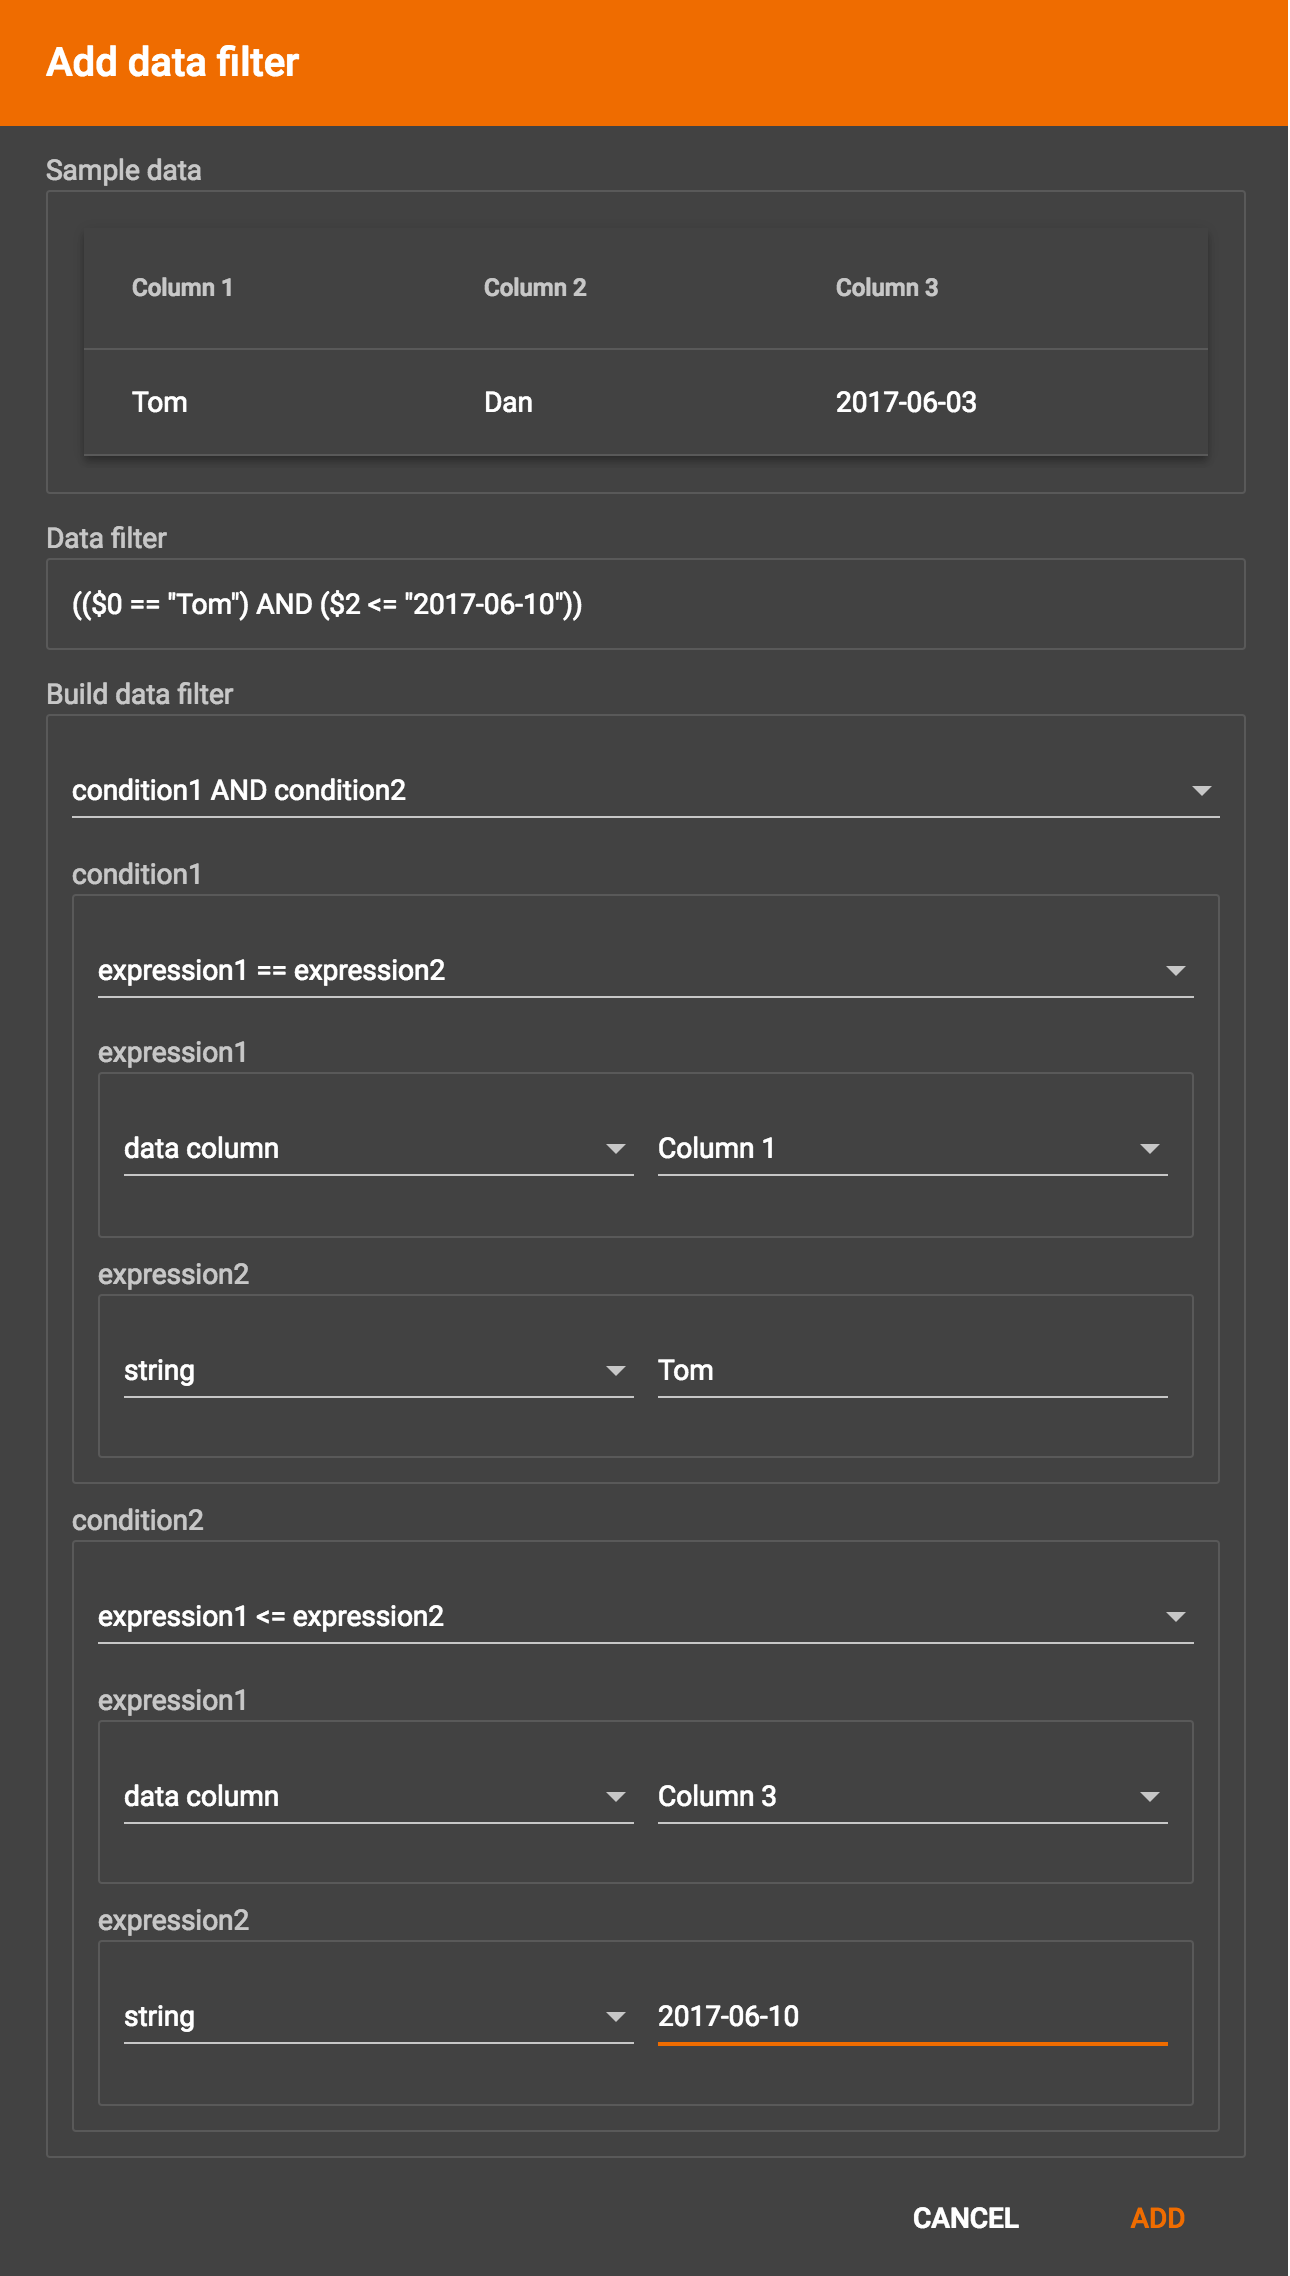 Add data filter
Sample data
Column 1 Column 2 Column 3
Tom Dan 2017-06-03
Data filter
(($0 == "Tom") AND ($2 <= "2017-06-10"))
Build data filter
condition1 AND condition2
condition1
expression1 == expression2
expression1
data column Column 1
expression2
string Tom
condition2
expression1 <= expression2
expression1
data column Column 3
expression2
string 2017-06-10
CANCEL ADD